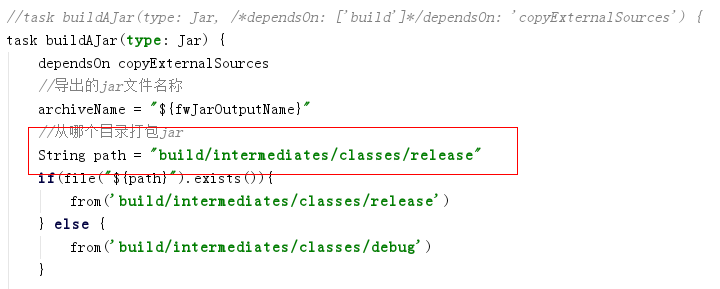 //task buildAJar(type: Jar, /*dependsOn: ['build']*/dependsOn: 'copyExternalSources') {
task buildAJar(type: Jar) {
    dependsOn copyExternalSources
    //导出的jar文件名称
    archiveName = "${fwJarOutputName}"
    //从哪个目录打包jar
    String path = "build/intermediates/classes/release"
    if(file("${path}").exists()){
        from('build/intermediates/classes/release')
    } else {
        from('build/intermediates/classes/debug')
    }